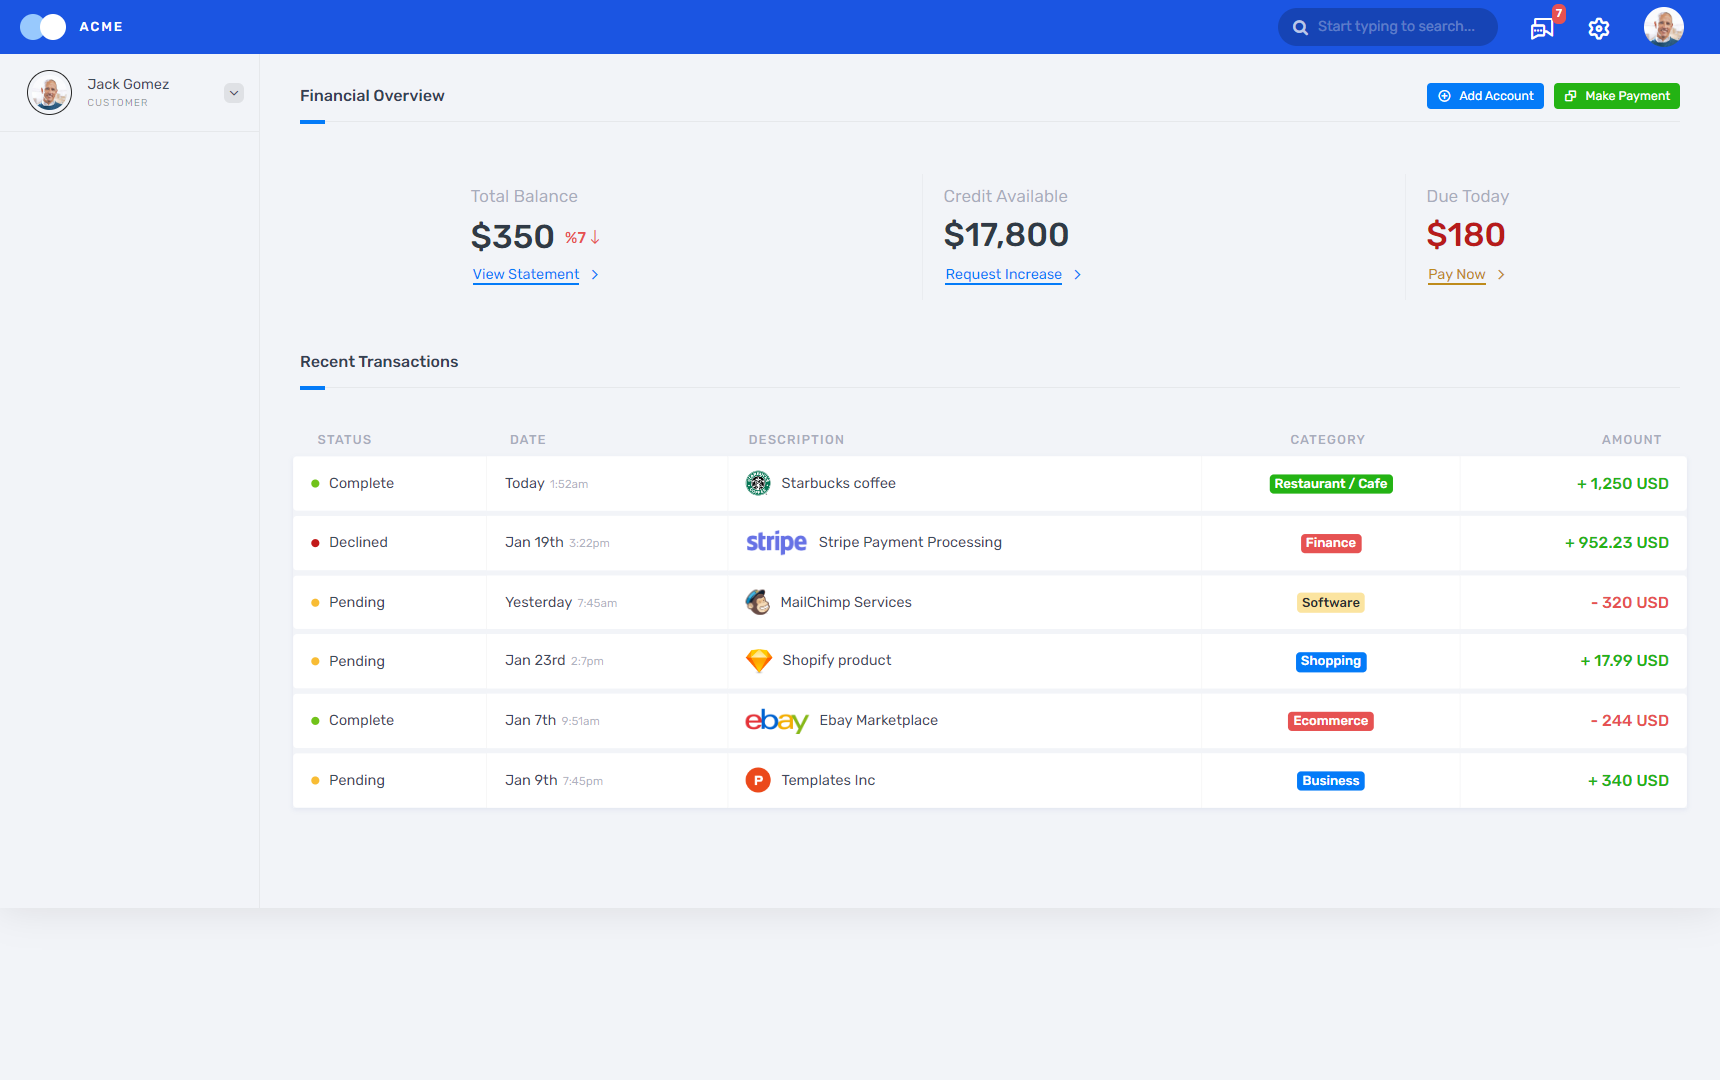 ACME
Start typing to search...
7
Jack Gomez
CUSTOMER
Financial Overview
Add Account
Make Payment
Total Balance
$350 %7
View Statement
Credit Available
$17,800
Request Increase
Due Today
$180
Pay Now
Recent Transactions
STATUS DATE DESCRIPTION CATEGORY AMOUNT
Complete Today 1:52am Starbucks coffee Restaurant / Cafe + 1,250 USD
Declined Jan 19th 3:22pm stripe Stripe Payment Processing Finance + 952.23 USD
Pending Yesterday 7:45am MailChimp Services Software - 320 USD
Pending Jan 23rd 2:7pm Shopify product Shopping + 17.99 USD
Complete Jan 7th 9:51am ebay Ebay Marketplace Ecommerce - 244 USD
Pending Jan 9th 7:45pm P Templates Inc Business + 340 USD